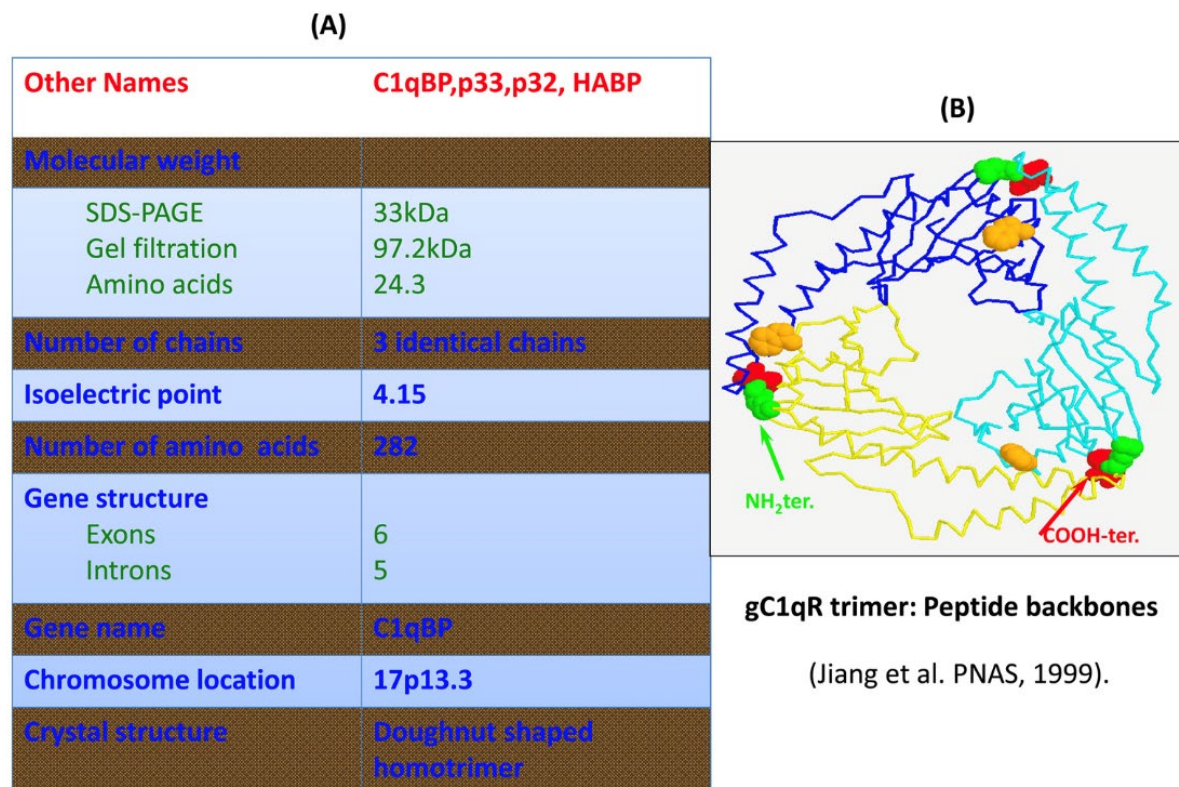 (A)
Other Names C1qBP,p33,p32, HABP
Molecular weight
SDS-PAGE 33kDa
Gel filtration 97.2kDa
Amino acids 24.3
Number of chains 3 identical chains
Isoelectric point 4.15
Number of amino acids 282
Gene structure
Exons 6
Introns 5
Gene name C1qBP
Chromosome location 17p13.3
Crystal structure Doughnut shaped
homotrimer
(B)
NH₂ter.
COOH-ter.
gC1qR trimer: Peptide backbones
(Jiang et al. PNAS, 1999).